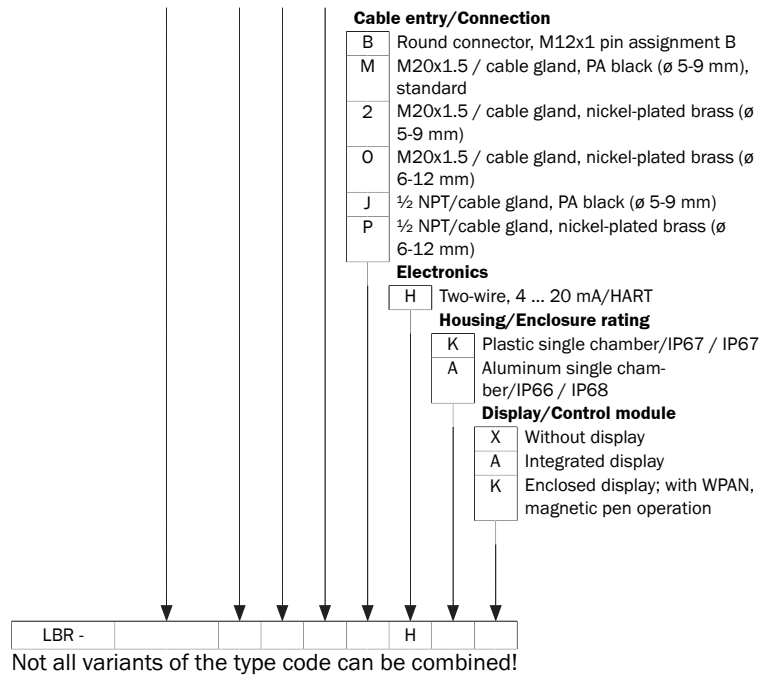 Cable entry/Connection
B Round connector, M12x1 pin assignment B
M M20x1.5 / cable gland, PA black (ø 5-9 mm),
standard
2 M20x1.5 / cable gland, nickel-plated brass (ø
5-9 mm)
0 M20x1.5 / cable gland, nickel-plated brass (ø
6-12 mm)
J ½ NPT/cable gland, PA black (ø 5-9 mm)
P ½ NPT/cable gland, nickel-plated brass (ø
6-12 mm)
Electronics
H Two-wire, 4 ... 20 mA/HART
Housing/Enclosure rating
K Plastic single chamber/IP67 / IP67
A Aluminum single cham-
ber/IP66 / IP68
Display/Control module
X Without display
A Integrated display
K Enclosed display; with WPAN,
magnetic pen operation
LBR - H
Not all variants of the type code can be combined!